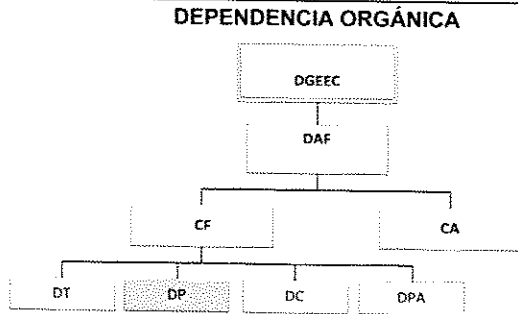 DEPENDENCIA ORGÁNICA
DGEEC
DAF
CF CA
DT DP DC DPA